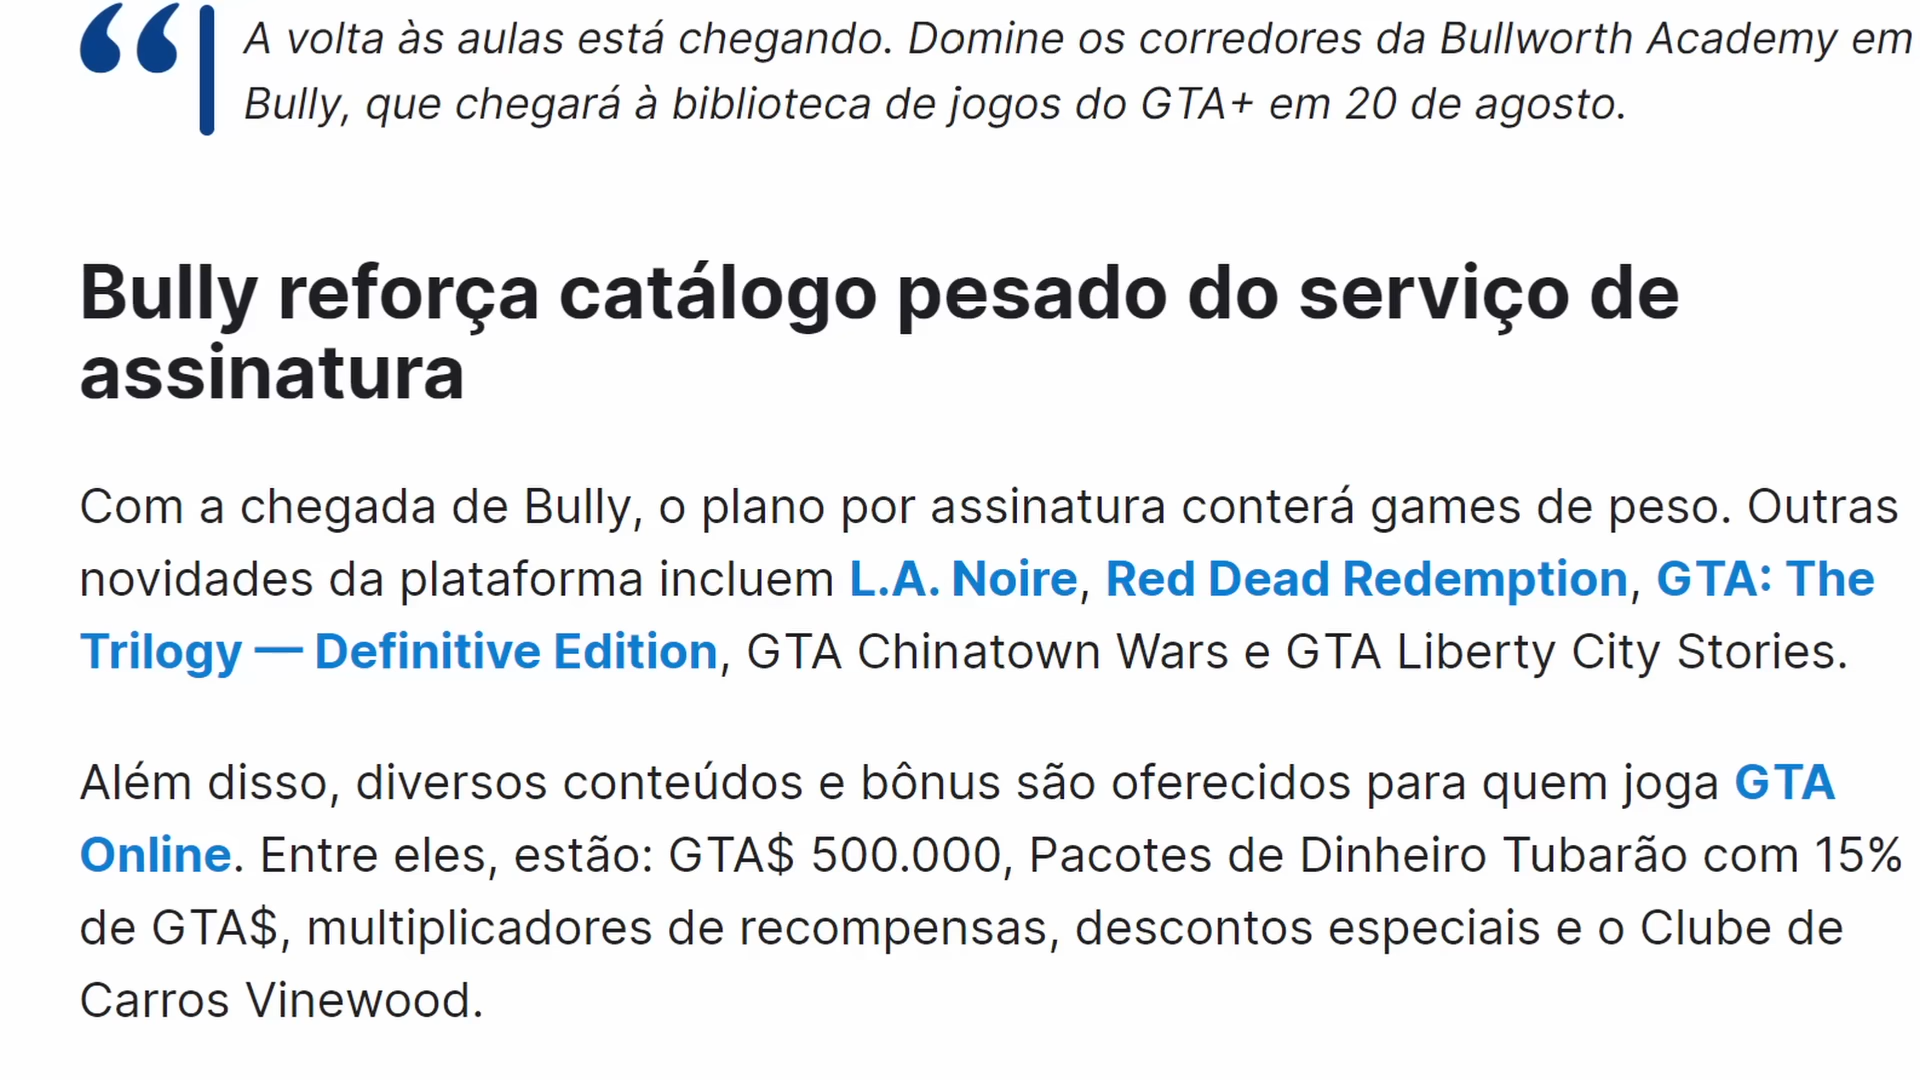 A volta às aulas está chegando. Domine os corredores da Bullworth Academy em
Bully, que chegará à biblioteca de jogos do GTA+ em 20 de agosto.
Bully reforça catálogo pesado do serviço de
assinatura
Com a chegada de Bully, o plano por assinatura conterá games de peso. Outras
novidades da plataforma incluem L.A. Noire, Red Dead Redemption, GTA: The
Trilogy — Definitive Edition, GTA Chinatown Wars e GTA Liberty City Stories.
Além disso, diversos conteúdos e bônus são oferecidos para quem joga GTA
Online. Entre eles, estão: GTA$ 500.000, Pacotes de Dinheiro Tubarão com 15%
de GTA$, multiplicadores de recompensas, descontos especiais e o Clube de
Carros Vinewood.